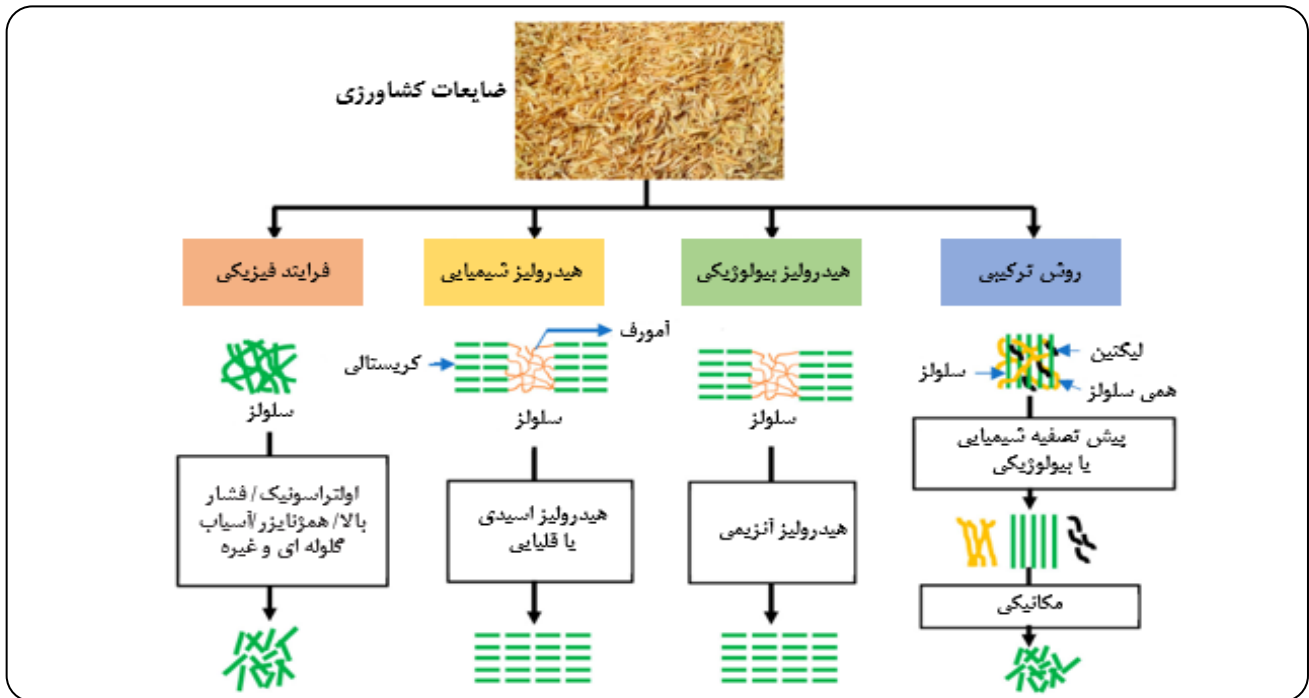 ضایعات کشاورزی
روش ترکیبی
هیدرولیز بیولوژیکی
هیدرولیز شیمیایی
فرایند فیزیکی
لیگنین
سلولز
همی سلولز
آمورف
کریستالی
سلولز
سلولز
سلولز
پیش تصفیه شیمیایی
یا بیولوژیکی
مکانیکی
هیدرولیز آنزیمی
هیدرولیز اسیدی
یا قلیایی
اولتراسونیک/ فشار
بالا/ همژنایزر/آسیاب
گلوله ای و غیره